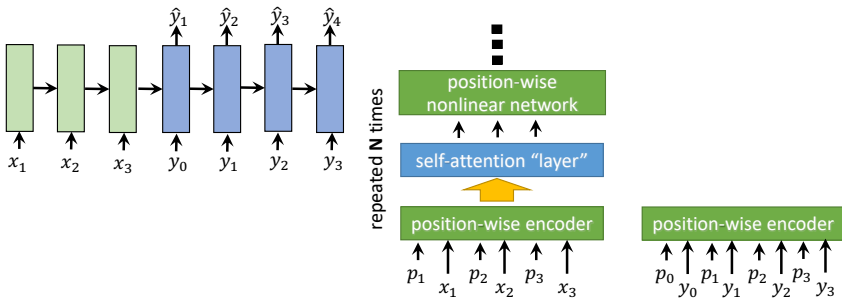 ŷ₁ ŷ₂ ŷ₃ ŷ₄
x₁ x₂ x₃ y₀ y₁ y₂ y₃
repeated N times
position-wise
nonlinear network
self-attention “layer”
position-wise encoder
p₁ x₁ p₂ x₂ p₃ x₃
position-wise encoder
p₀ y₀ p₁ y₁ p₂ y₂ p₃ y₃